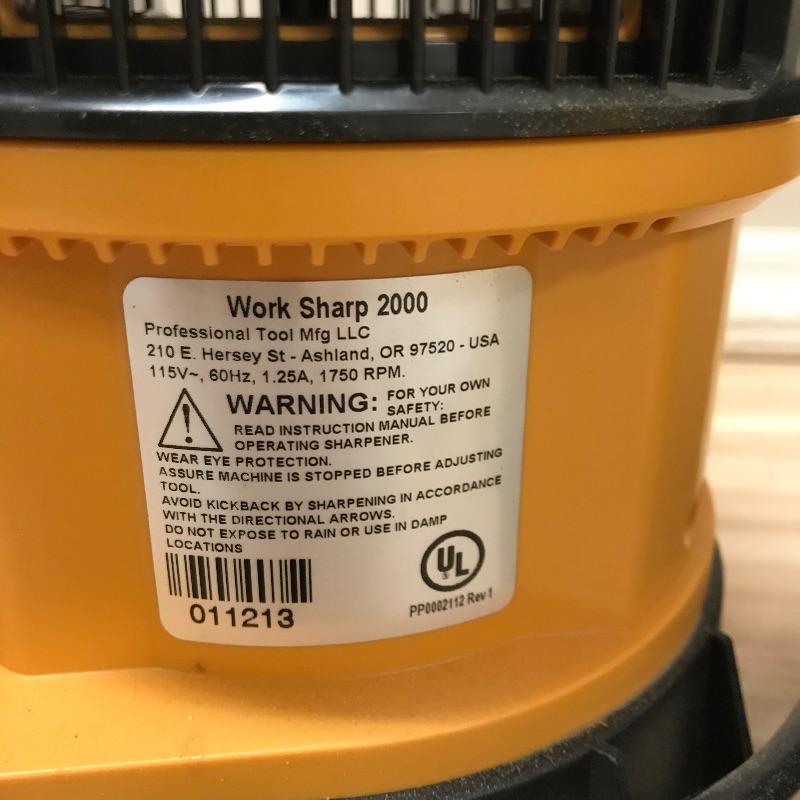 Work Sharp 2000
Professional Tool Mfg LLC
210 E. Hersey St - Ashland, OR 97520 - USA
115V~, 60Hz, 1.25A, 1750 RPM.
WARNING: FOR YOUR OWN
SAFETY:
READ INSTRUCTION MANUAL BEFORE
OPERATING SHARPENER.
WEAR EYE PROTECTION.
ASSURE MACHINE IS STOPPED BEFORE ADJUSTING
TOOL.
AVOID KICKBACK BY SHARPENING IN ACCORDANCE
WITH THE DIRECTIONAL ARROWS.
DO NOT EXPOSE TO RAIN OR USE IN DAMP
LOCATIONS
UL
®
011213
PP0002112 Rev 1